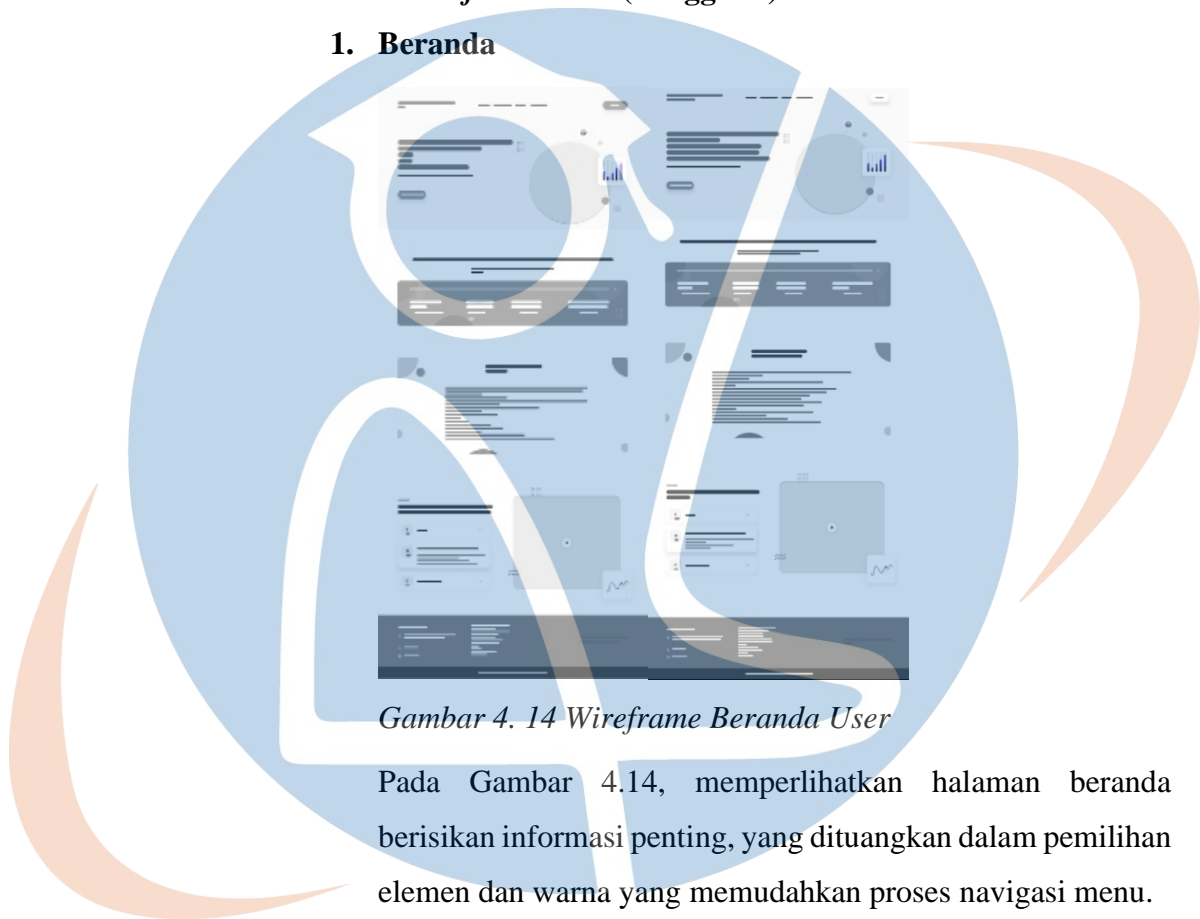 1. Beranda
Gambar 4. 14 Wireframe Beranda User
Pada Gambar 4.14, memperlihatkan halaman beranda
berisikan informasi penting, yang dituangkan dalam pemilihan
elemen dan warna yang memudahkan proses navigasi menu.